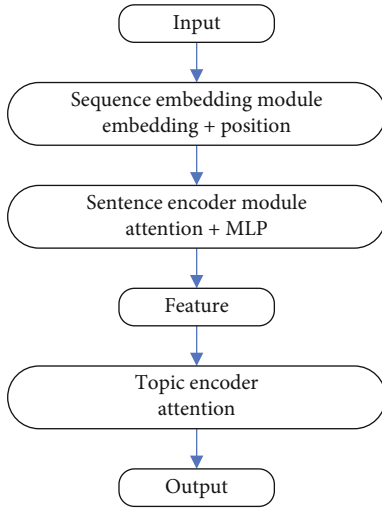 Input
Sequence embedding module
embedding + position
Sentence encoder module
attention + MLP
Feature
Topic encoder
attention
Output